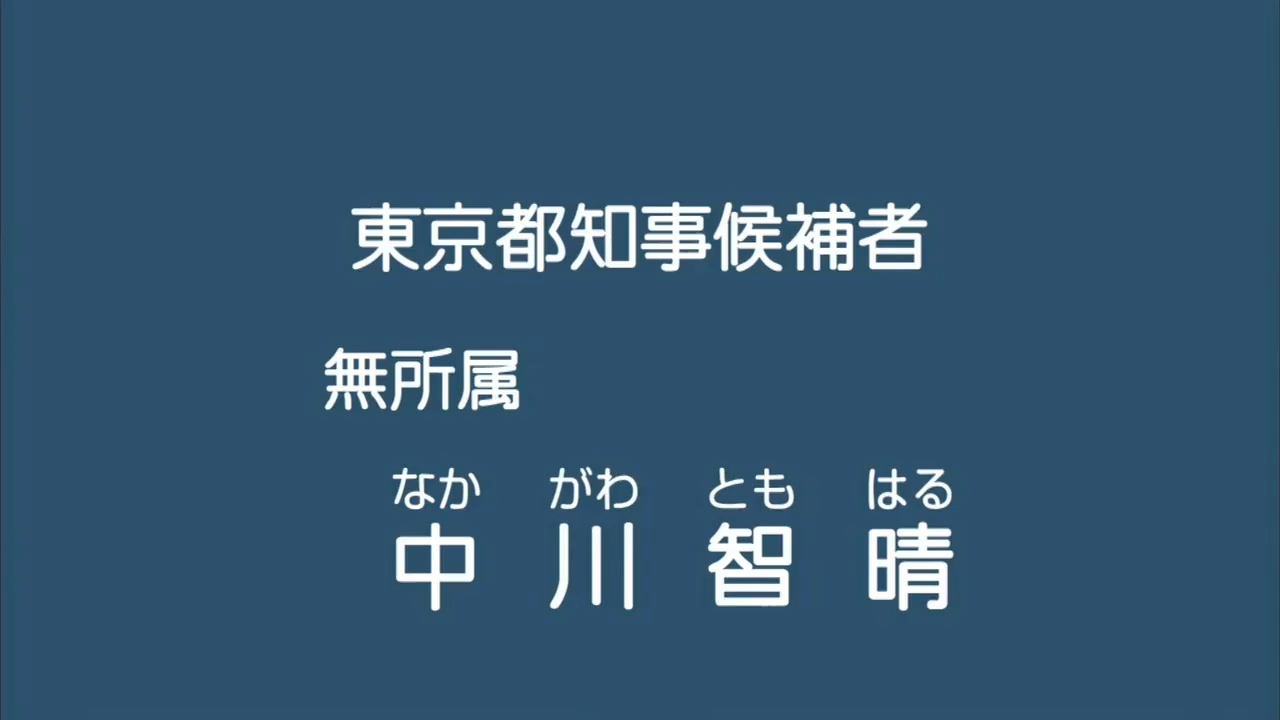 東京都知事候補者
無所属
なか がわ とも はる
中川智晴